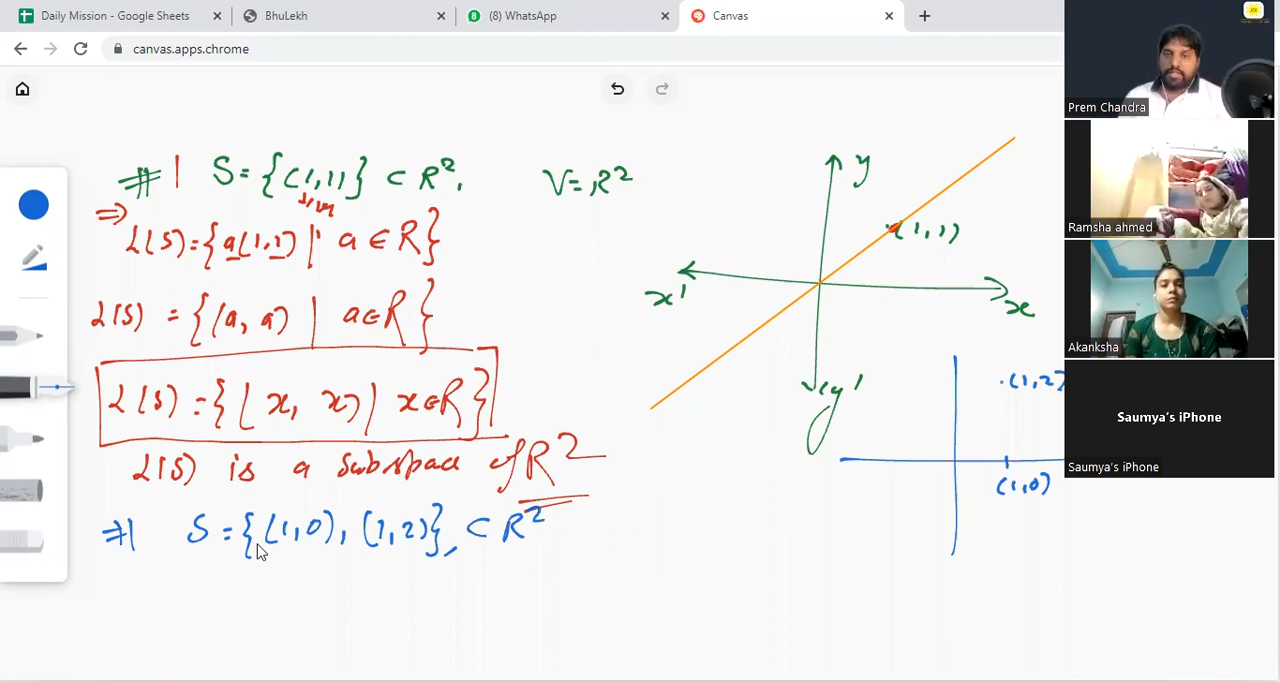 Daily Mission - Google Sheets
BhuLekh
(8) WhatsApp
Canvas
canvas.apps.chrome
# | S = {(1,1)} ⊂ R². V = R²
⇒
L(S) = {a(1,1) | a ∈ R}
L(S) = {(a, a) | a ∈ R}
L(S) = {(x, x) | x ∈ R}
L(S) is a subspace of R²
S = {(1,0), (1,2)}, ⊂ R²
y
(1,1)
x'
x
y'
(1,2)
(1,0)
Prem Chandra
Ramsha ahmed
Akanksha
Saumya's iPhone
Saumya's iPhone